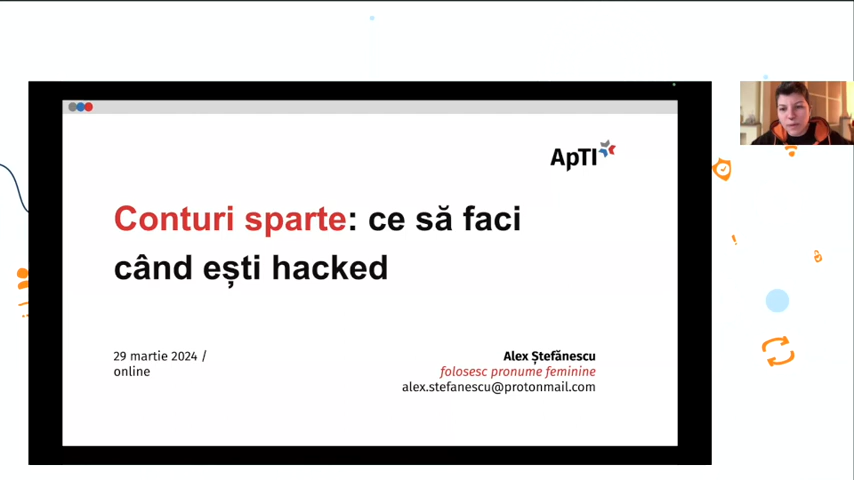 ApTI
Conturi sparte: ce să faci
când ești hacked
29 martie 2024 /
online
Alex Ștefănescu
folosesc pronume feminine
alex.stefanescu@protonmail.com